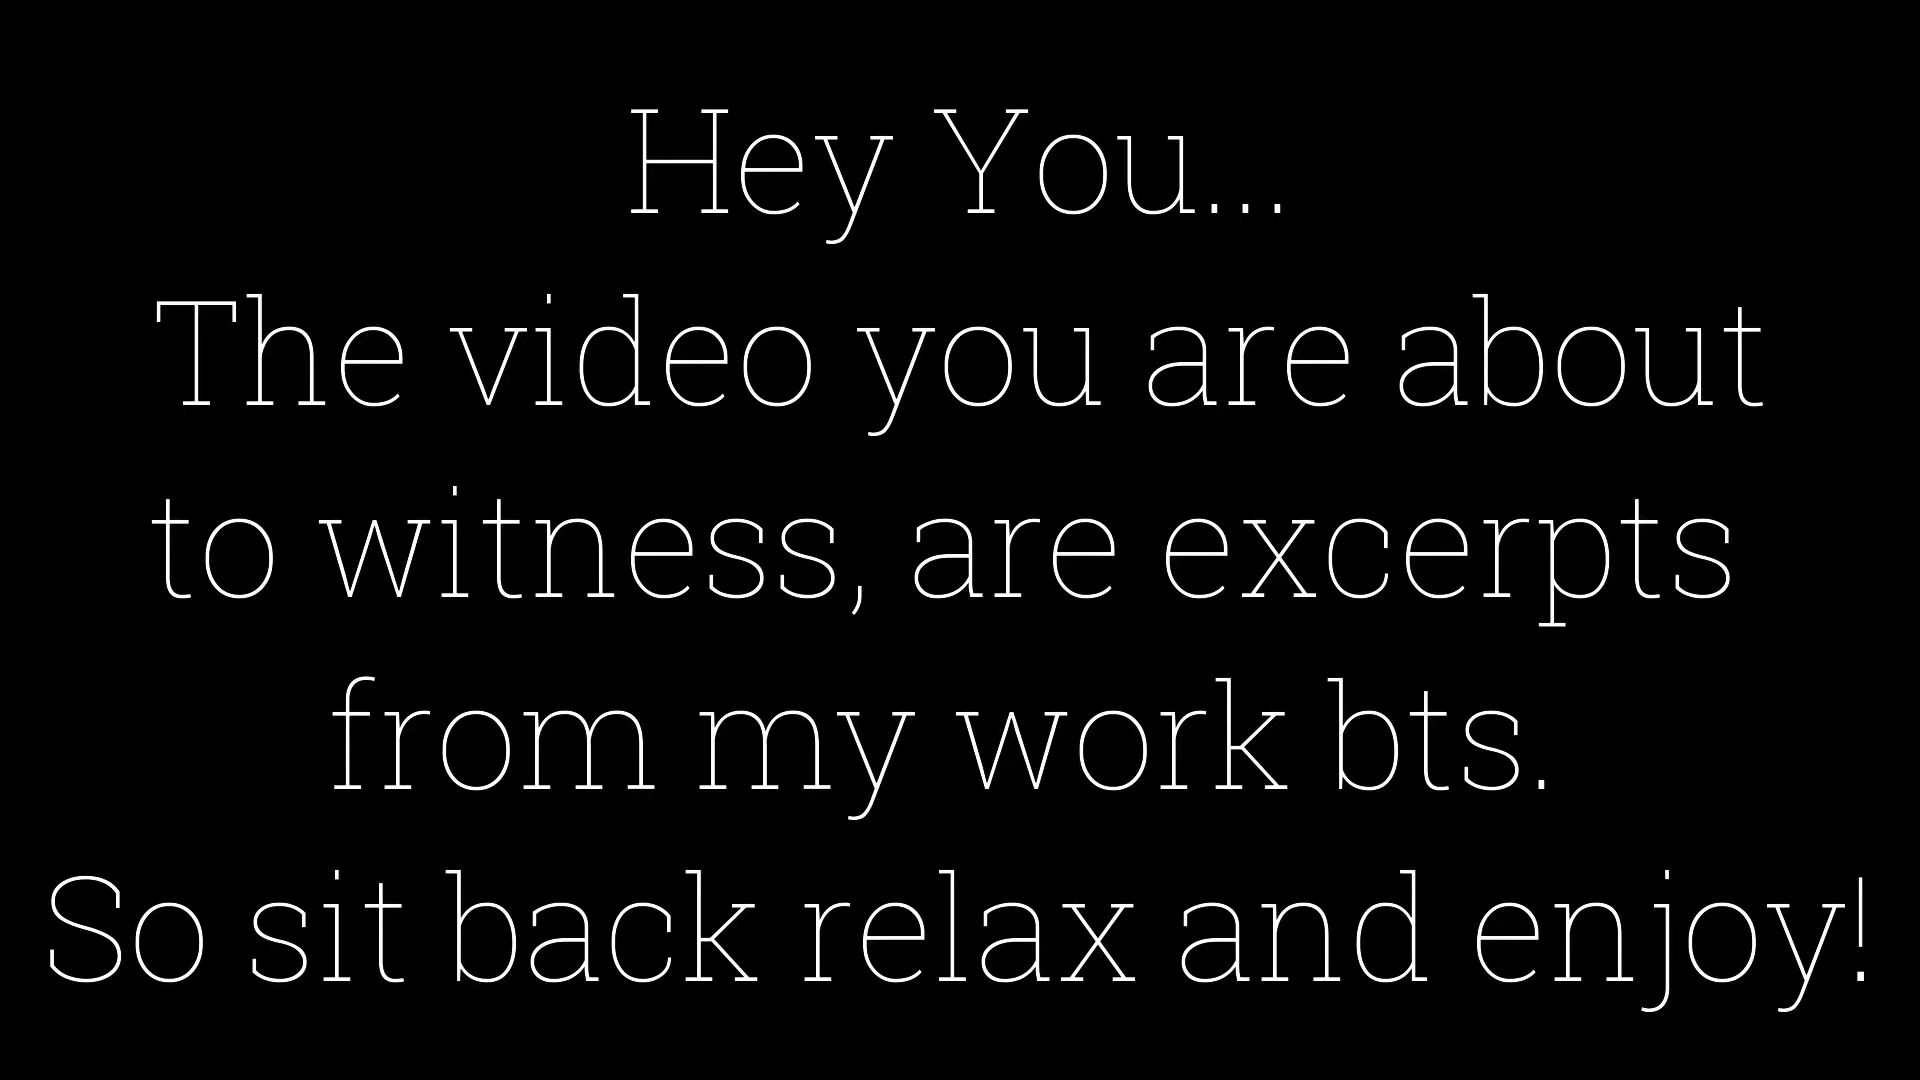 Hey You...
The video you are about
to witness, are excerpts
from my work bts.
So sit back relax and enjoy!